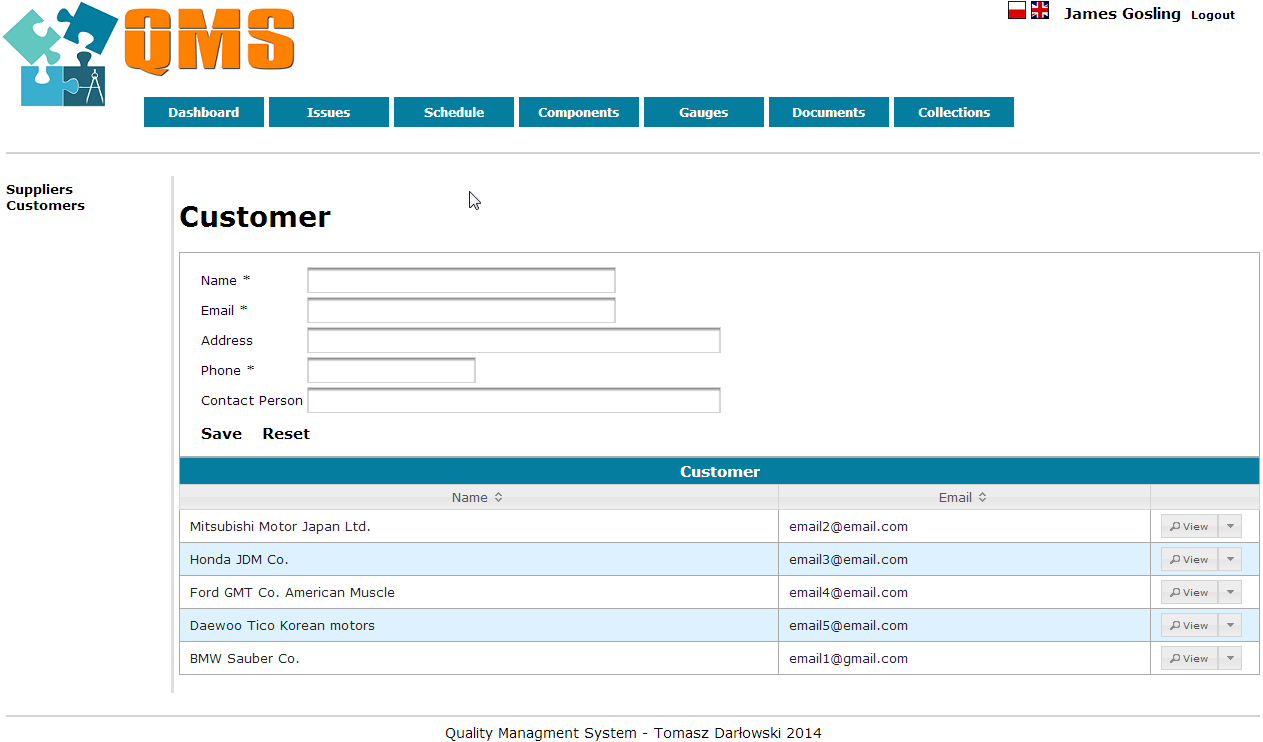 QMS
James Gosling Logout
Dashboard Issues Schedule Components Gauges Documents Collections
Suppliers
Customers
Customer
Name *
Email *
Address
Phone *
Contact Person
Save Reset
Customer
Name Email
Mitsubishi Motor Japan Ltd. email2@email.com View
Honda JDM Co. email3@email.com View
Ford GMT Co. American Muscle email4@email.com View
Daewoo Tico Korean motors email5@email.com View
BMW Sauber Co. email1@gmail.com View
Quality Managment System - Tomasz Darłowski 2014